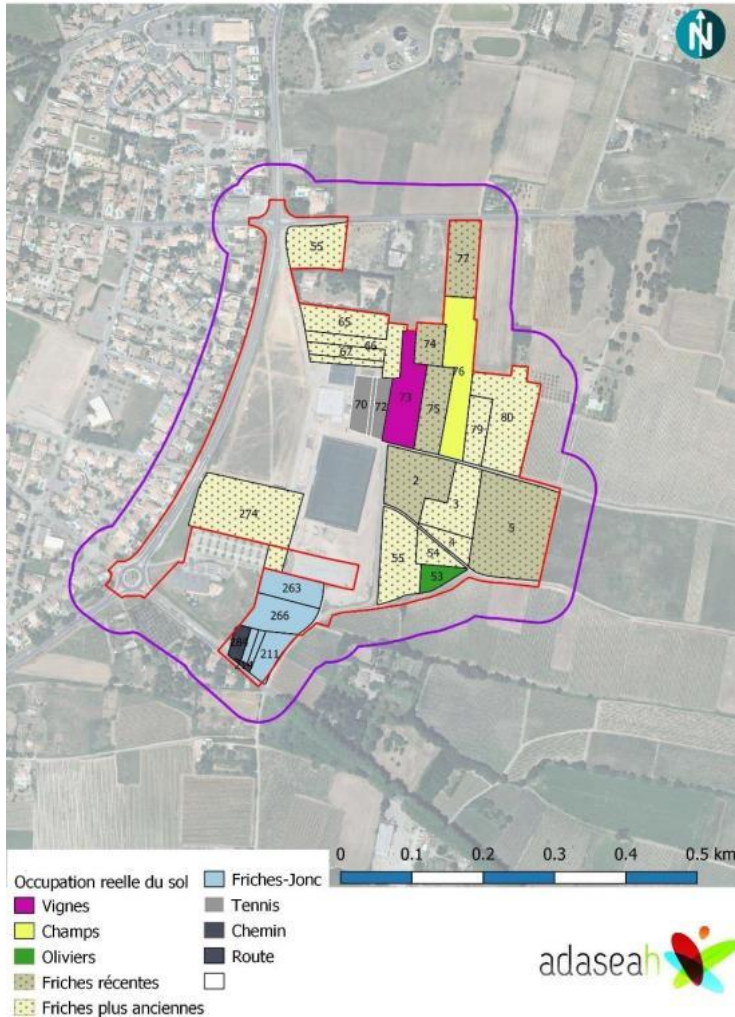 N
77
55
65
74
66
67
76
73
70
72
75
80
79
2
3
274
5
4
55
54
53
263
266
211
0
0.1
0.2
0.3
0.4
0.5 km
Occupation reelle du sol
Vignes
Champs
Oliviers
Friches récentes
Friches plus anciennes
Friches-Jonc
Tennis
Chemin
Route
adaseah